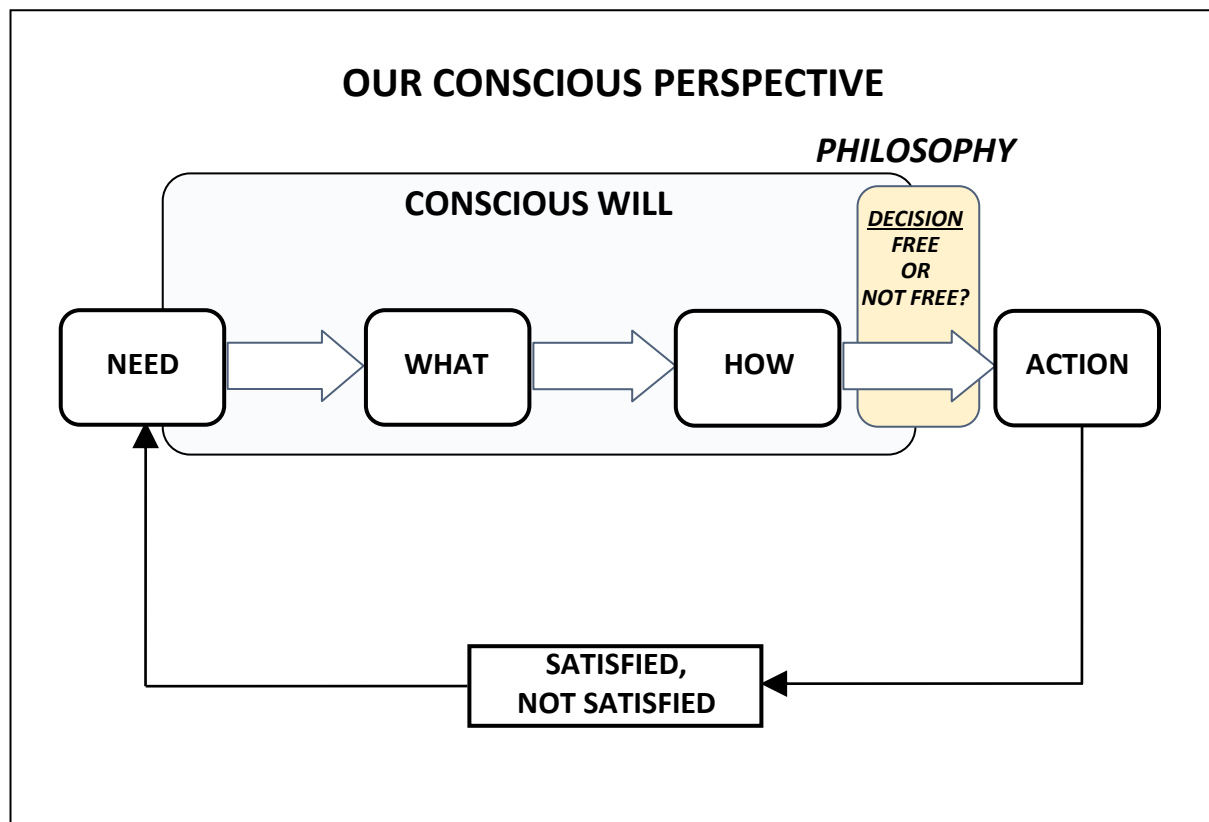 OUR CONSCIOUS PERSPECTIVE
PHILOSOPHY
CONSCIOUS WILL
DECISION
FREE
OR
NOT FREE?
NEED
WHAT
HOW
ACTION
SATISFIED,
NOT SATISFIED